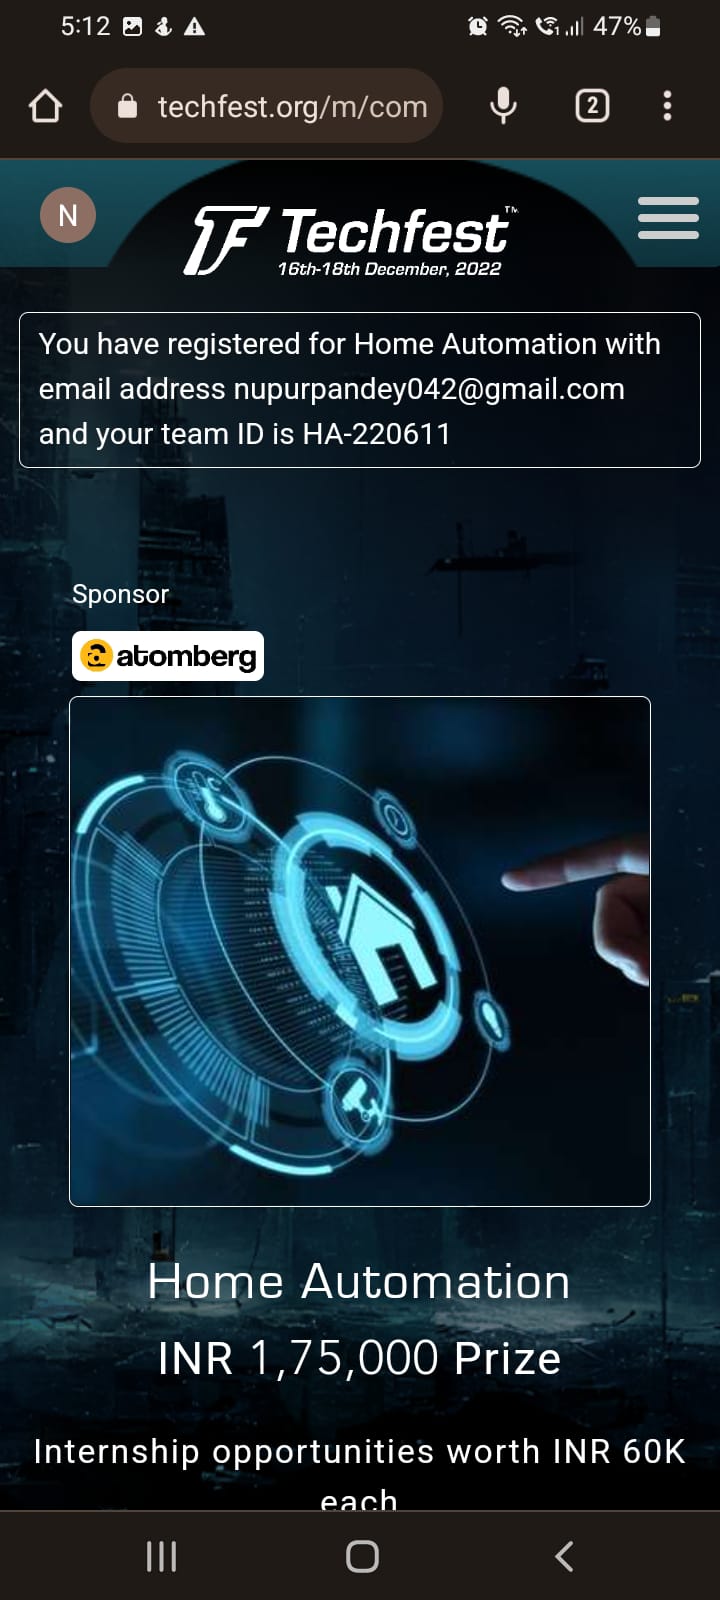 5:12
1
47%
techfest.org/m/com
2
N
Techfest™
16th-18th December, 2022
You have registered for Home Automation with
email address nupurpandey042@gmail.com
and your team ID is HA-220611
Sponsor
atomberg
C
Home Automation
INR 1,75,000 Prize
Internship opportunities worth INR 60K
each